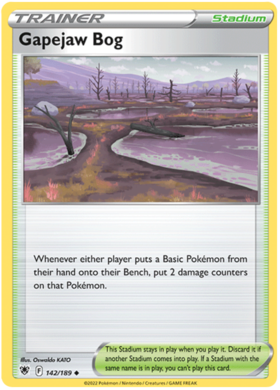 TRAINER Stadium
Gapejaw Bog
Whenever either player puts a Basic Pokémon from
their hand onto their Bench, put 2 damage counters
on that Pokémon.
Illus. Oswaldo KATO
142/189
This Stadium stays in play when you play it. Discard it if
another Stadium comes into play. If a Stadium with the
same name is in play, you can't play this card.
©2022 Pokémon / Nintendo / Creatures / GAME FREAK